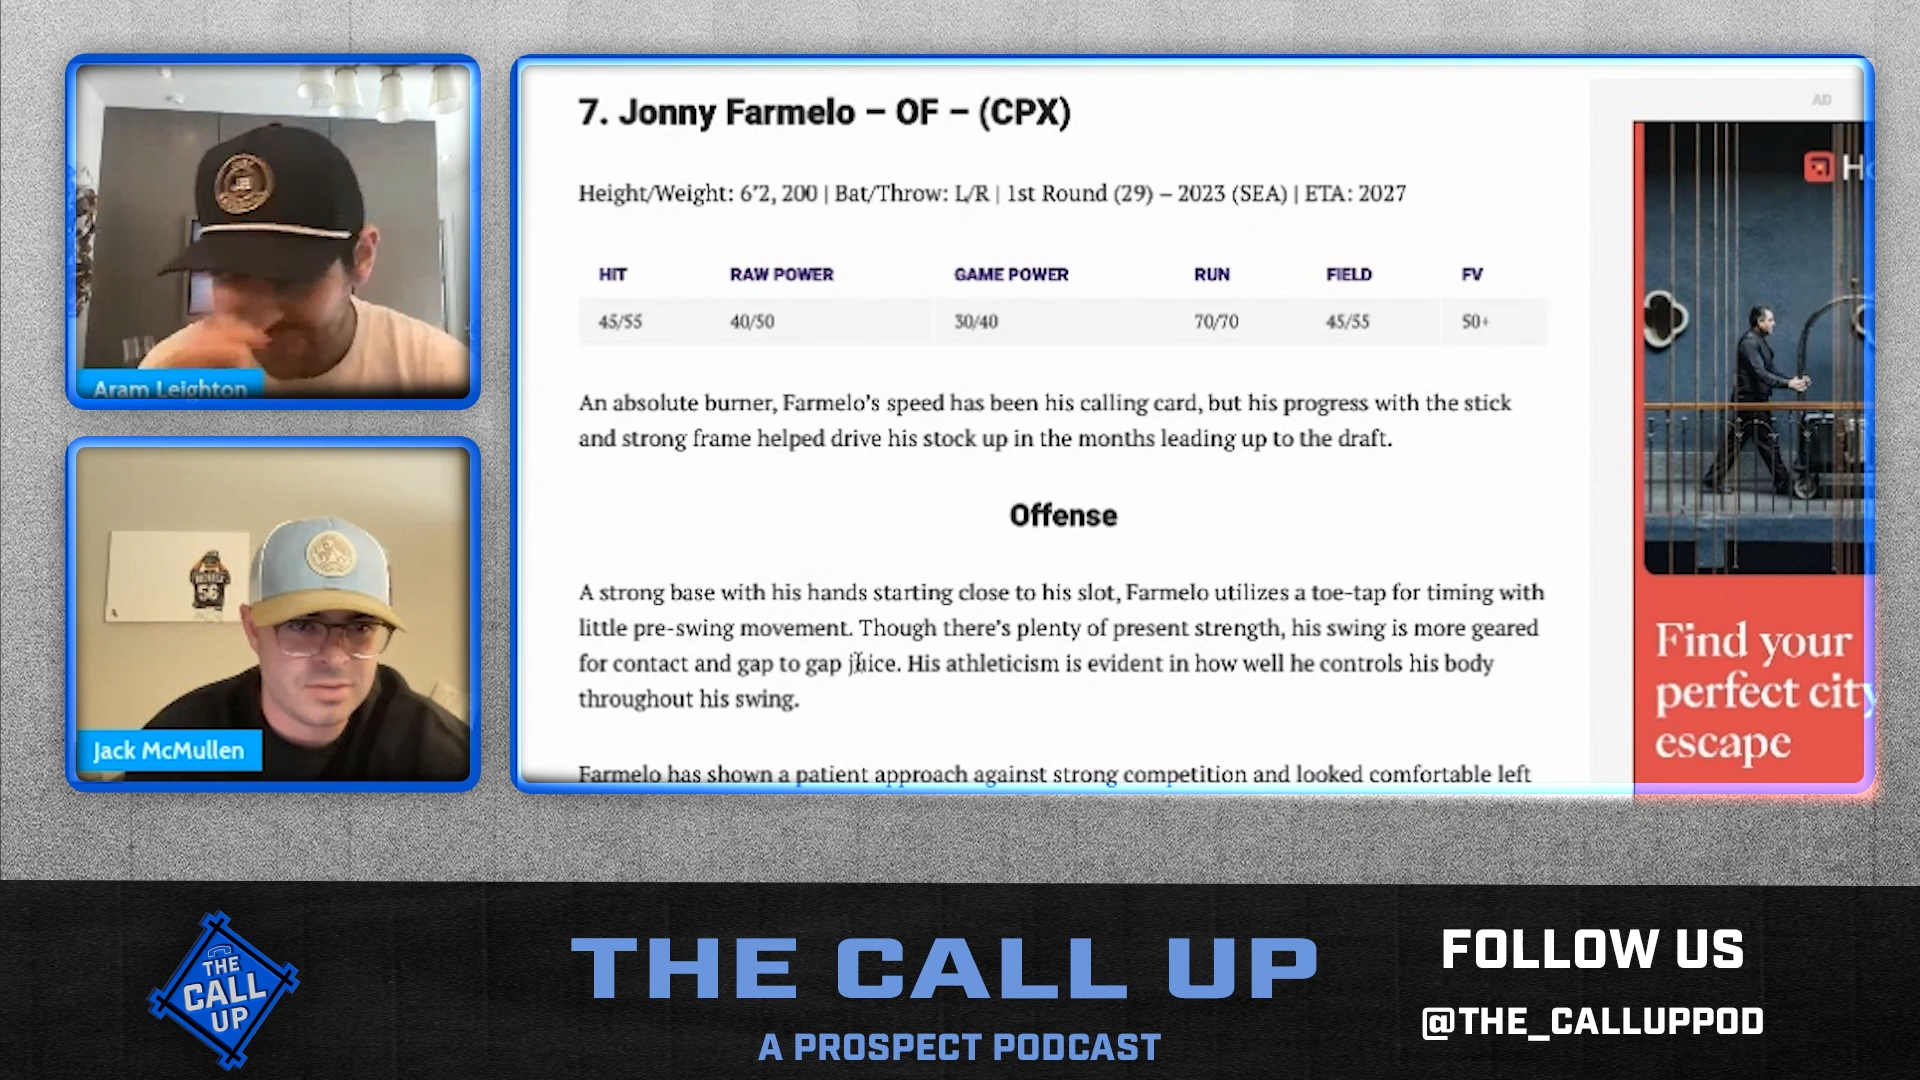 7. Jonny Farmelo – OF – (CPX)
Height/Weight: 6’2, 200 | Bat/Throw: L/R | 1st Round (29) – 2023 (SEA) | ETA: 2027
HIT RAW POWER GAME POWER RUN FIELD FV
45/55 40/50 30/40 70/70 45/55 50+
An absolute burner, Farmelo’s speed has been his calling card, but his progress with the stick
and strong frame helped drive his stock up in the months leading up to the draft.
Offense
A strong base with his hands starting close to his slot, Farmelo utilizes a toe-tap for timing with
little pre-swing movement. Though there’s plenty of present strength, his swing is more geared
for contact and gap to gap juice. His athleticism is evident in how well he controls his body
throughout his swing.
Farmelo has shown a patient approach against strong competition and looked comfortable left
AD
Find your
perfect city
escape
Aram Leighton
56
Jack McMullen
THE
CALL
UP
THE CALL UP
A PROSPECT PODCAST
FOLLOW US
@THE_CALLUPPOD